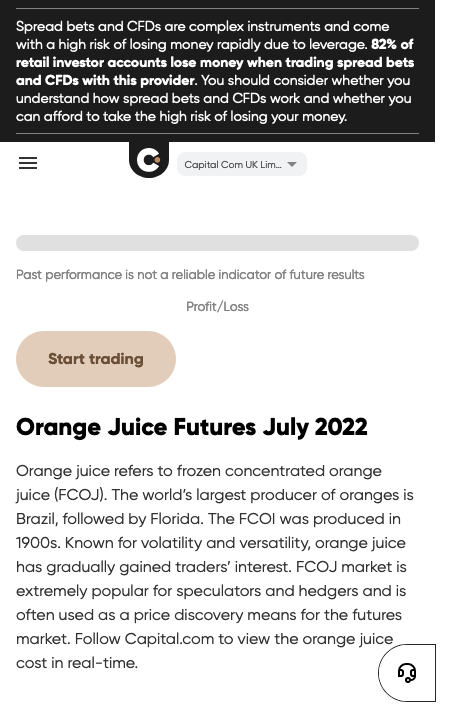 Spread bets and CFDs are complex instruments and come
with a high risk of losing money rapidly due to leverage. 82% of
retail investor accounts lose money when trading spread bets
and CFDs with this provider. You should consider whether you
understand how spread bets and CFDs work and whether you
can afford to take the high risk of losing your money.
Capital Com UK Lim...
Past performance is not a reliable indicator of future results
Profit/Loss
Start trading
Orange Juice Futures July 2022
Orange juice refers to frozen concentrated orange
juice (FCOJ). The world's largest producer of oranges is
Brazil, followed by Florida. The FCOI was produced in
1900s. Known for volatility and versatility, orange juice
has gradually gained traders' interest. FCOJ market is
extremely popular for speculators and hedgers and is
often used as a price discovery means for the futures
market. Follow Capital.com to view the orange juice
cost in real-time.